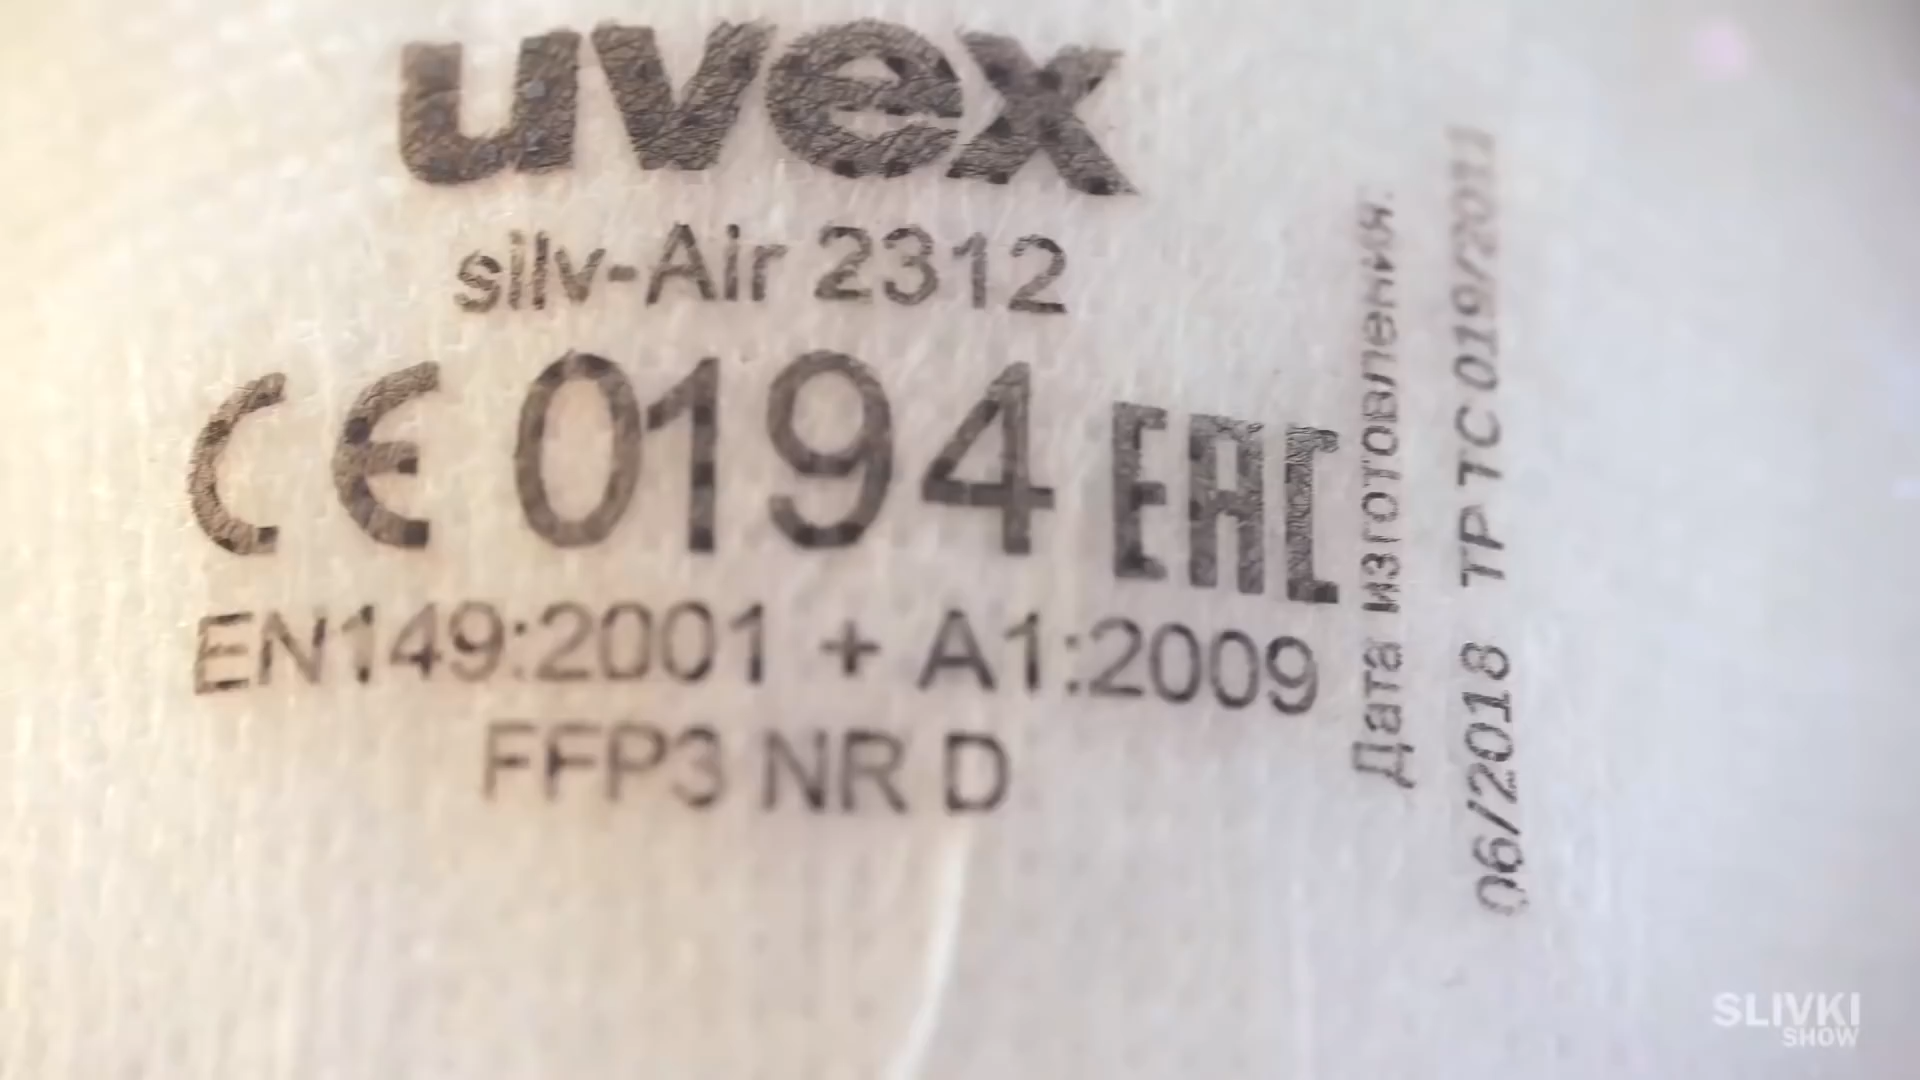 uvex
silv-Air 2312
CE 0194 EAC
EN149:2001 + A1:2009
FFP3 NR D
Дата изготовления:
06/2018 ТР ТС 019/2011
SLIVKI
SHOW